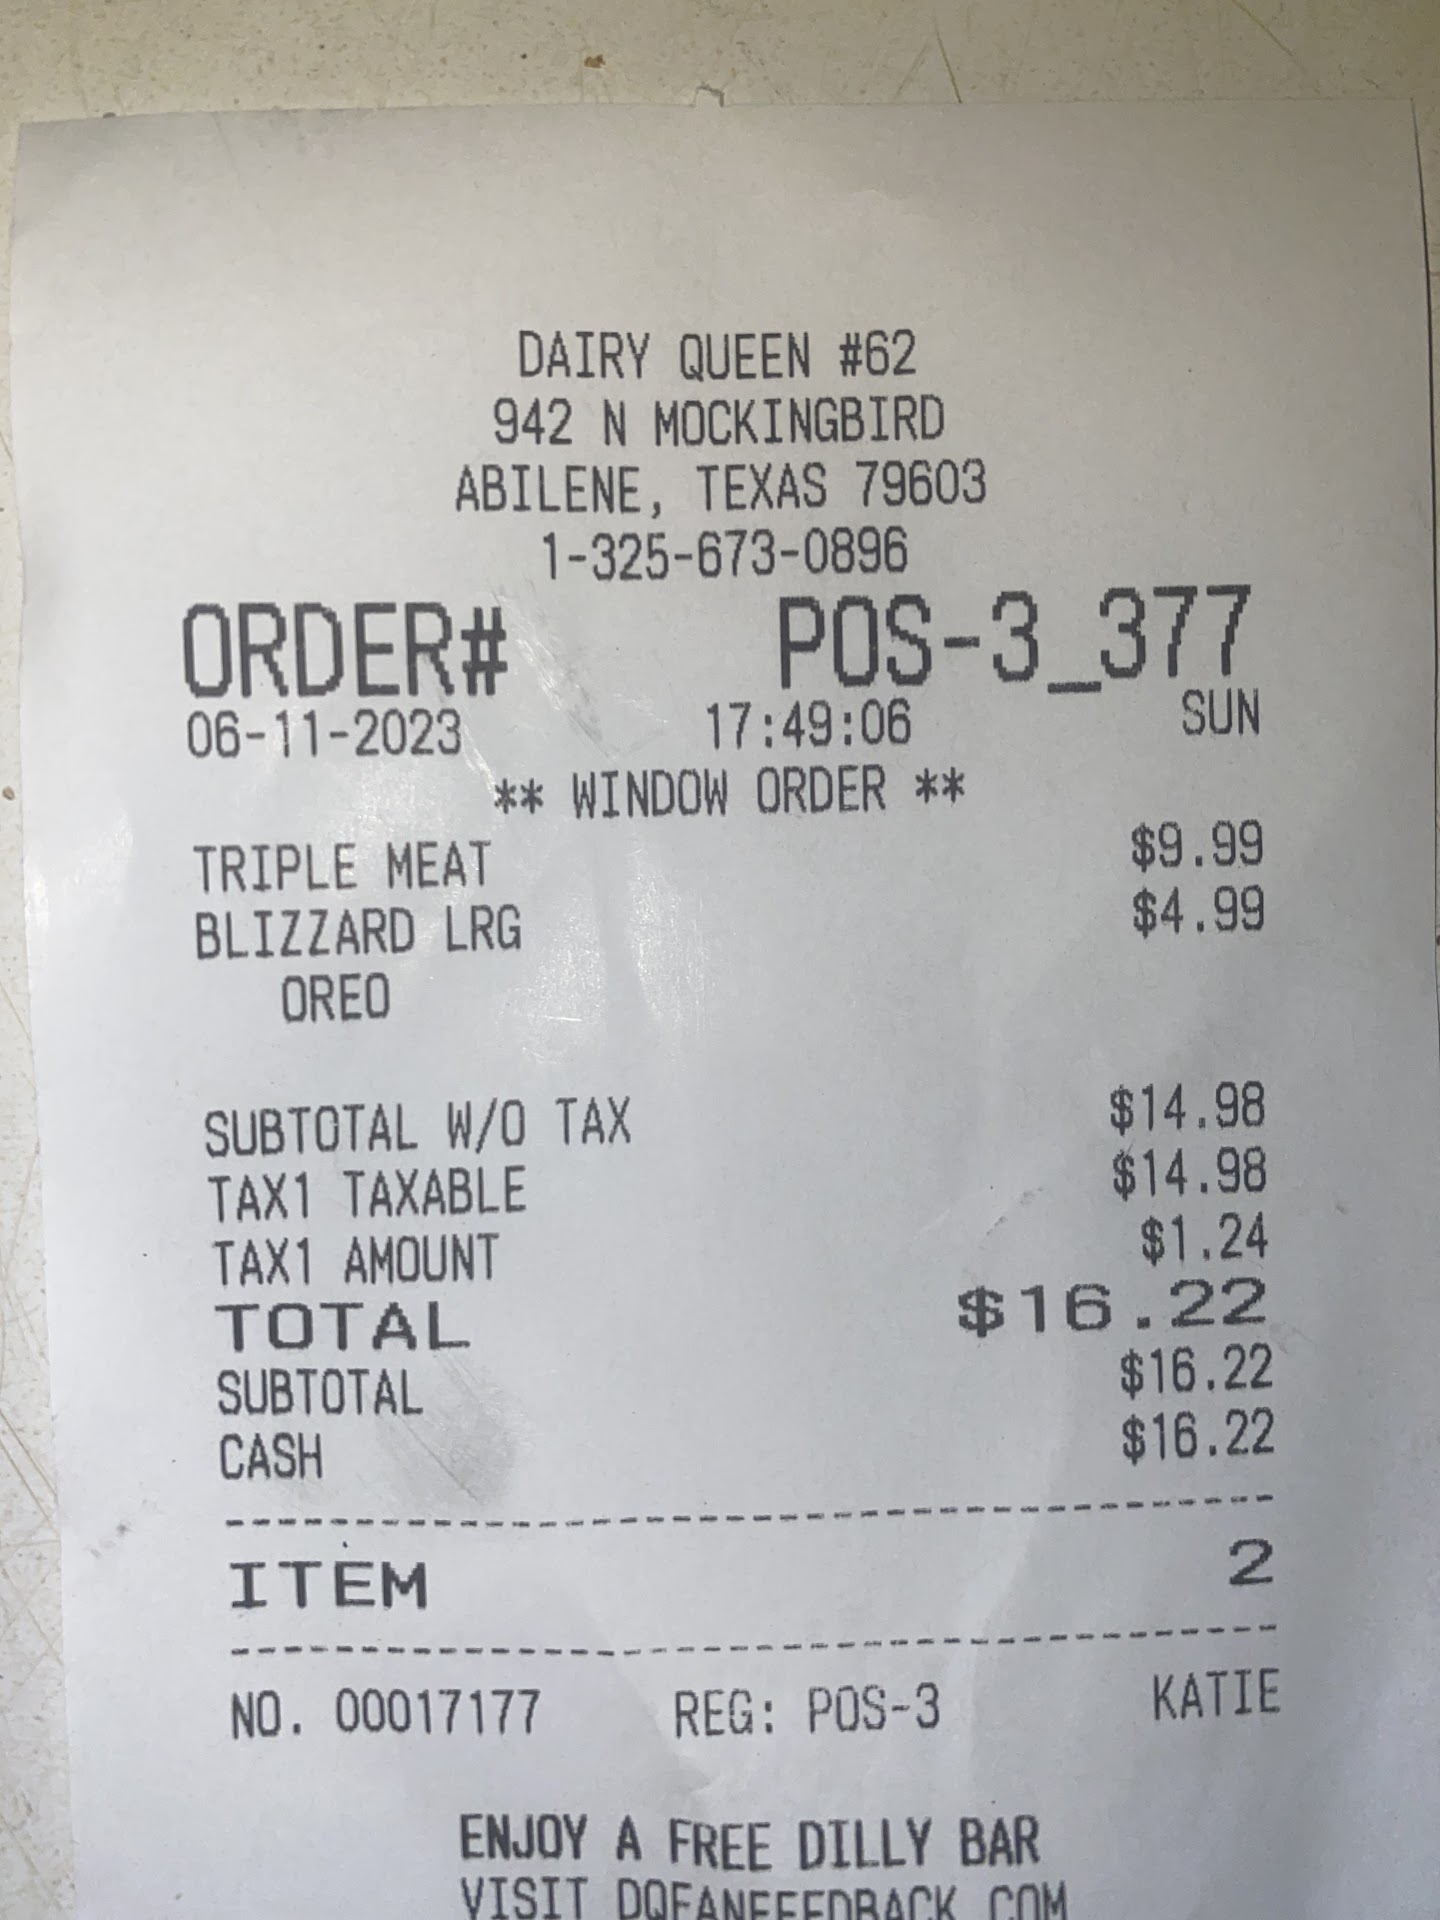 DAIRY QUEEN #62
942 N MOCKINGBIRD
ABILENE, TEXAS 79603
1-325-673-0896
ORDER# POS-3_377
06-11-2023 17:49:06 SUN
** WINDOW ORDER **
TRIPLE MEAT $9.99
BLIZZARD LRG $4.99
OREO
SUBTOTAL W/O TAX $14.98
TAX1 TAXABLE $14.98
TAX1 AMOUNT $1.24
TOTAL $16.22
SUBTOTAL $16.22
CASH $16.22
ITEM 2
NO. 00017177 REG: POS-3 KATIE
ENJOY A FREE DILLY BAR
VISIT DQFANFEEDBACK.COM